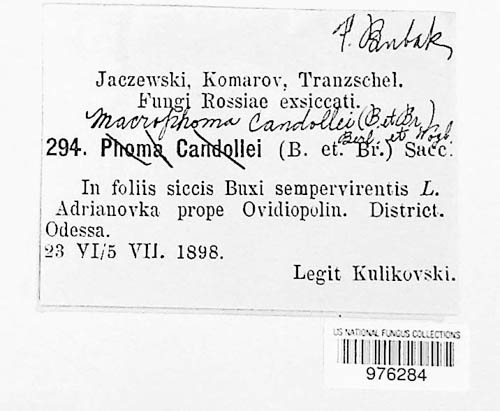 Jaczewski, Komarov, Tranzschel.
Fungi Rossiae exsiccati.
Macrophoma Candollei (B. et Br.)
Berl. et Vogl.
294. Phoma Candollei (B. et. Br.) Sacc.
In foliis siccis Buxi sempervirentis L.
Adrianovka prope Ovidiopolin. District.
Odessa.
23 VI/5 VII. 1898.
Legit Kulikovski.
US NATIONAL FUNGUS COLLECTIONS
976284